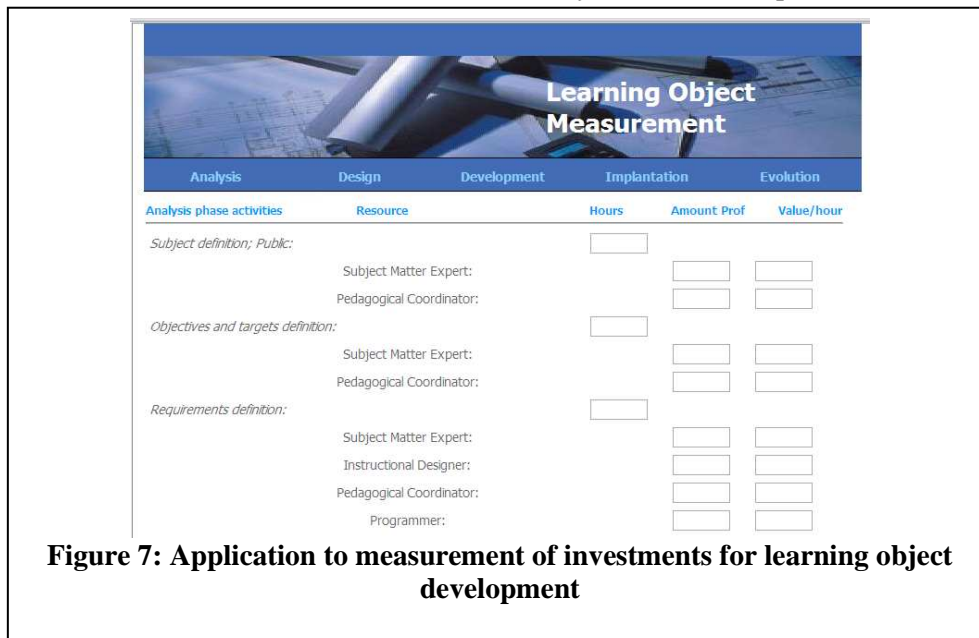 Learning Object
Measurement
Analysis Design Development Implantation Evolution
Analysis phase activities Resource Hours Amount Prof Value/hour
Subject definition; Public:
Subject Matter Expert:
Pedagogical Coordinator:
Objectives and targets definition:
Subject Matter Expert:
Pedagogical Coordinator:
Requirements definition:
Subject Matter Expert:
Instructional Designer:
Pedagogical Coordinator:
Programmer:
Figure 7: Application to measurement of investments for learning object
development